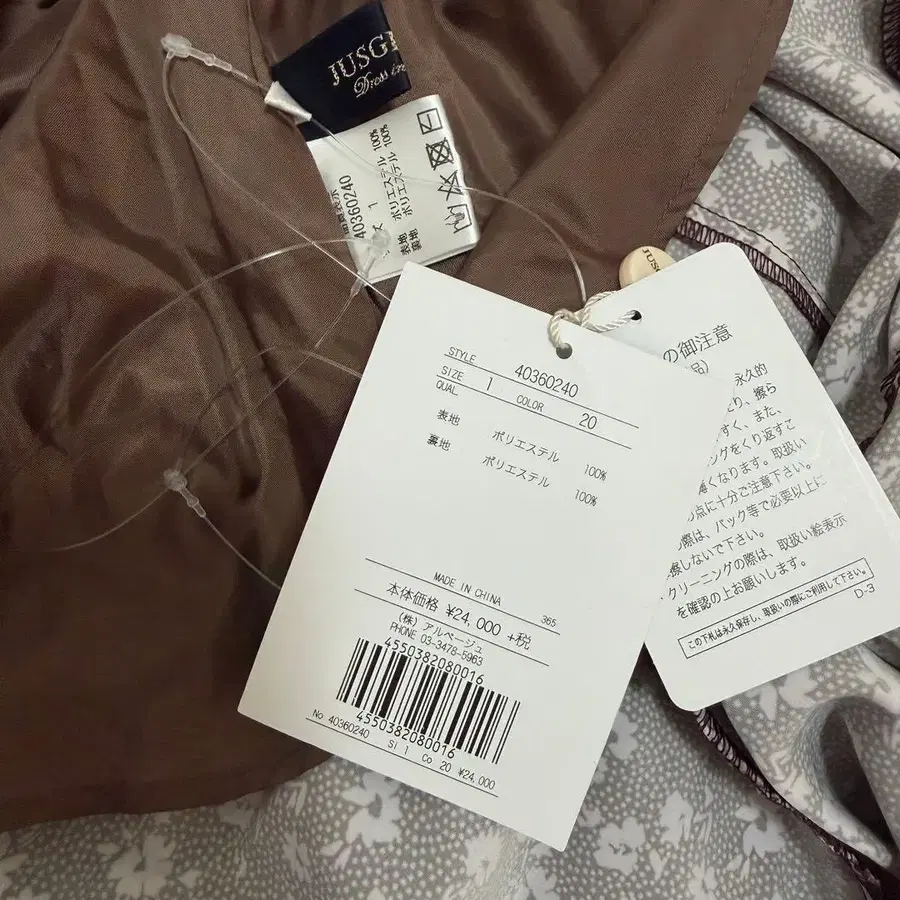 JUSG
Dress
40360240
ズ 1
表地 ポリエステル 100%
裏地 ポリエステル 100%
STYLE 40360240
SIZE 1 COLOR 20
QUAL.
表地 ポリエステル 100%
裏地 ポリエステル 100%
MADE IN CHINA 365
本体価格 ¥24,000 +税
(株) アルページュ
PHONE 03-3478-5963
4550382080016
4550382080016
No 40360240 Si 1 Co 20 ¥24,000
JUSG
の御注意
品)
永久的
り、擦ら
すく、また、
ングをくり返すこ
くなります。取扱い
の点に十分ご注意下さい。
の際は、バック等で必要以上に
擦しないで下さい。
クリーニングの際は、取扱い絵表示
を確認の上お願いします。
この下札は永久保存し、取扱いの際にご利用して下さい。
D-3